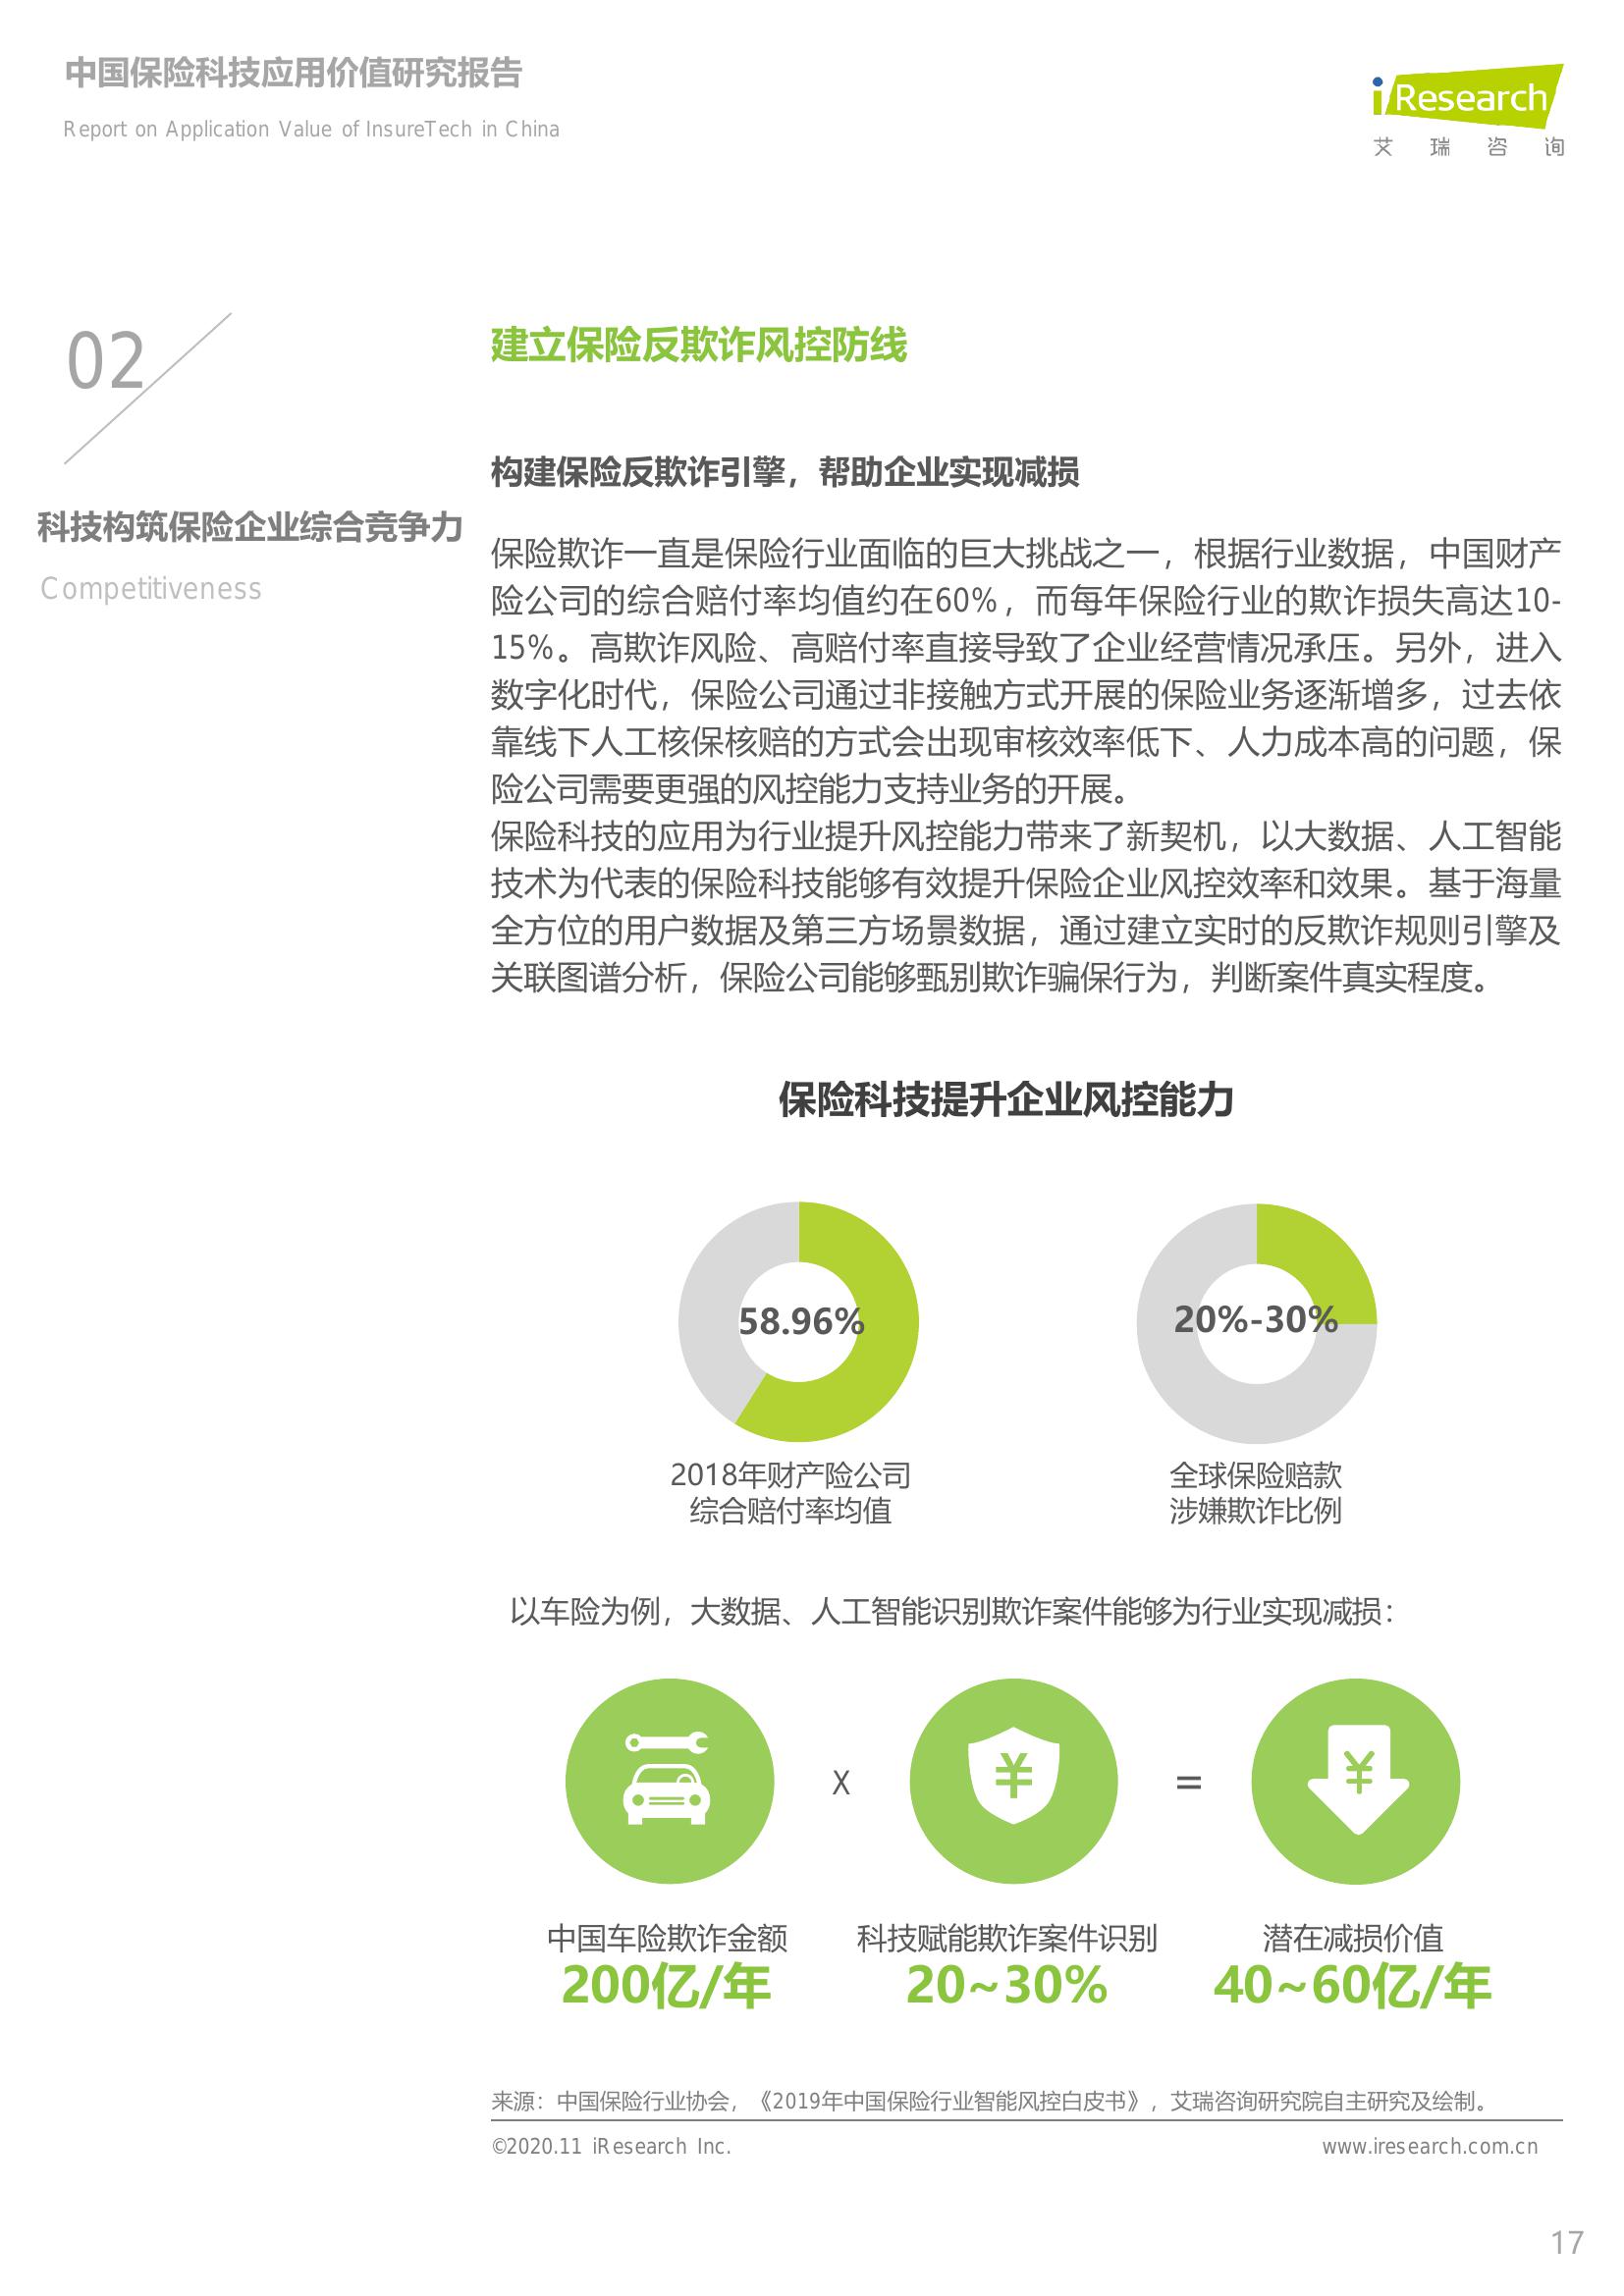 中国保险科技应用价值研究报告
Report on Application Value of InsureTech in China
iResearch
艾瑞咨询
02
科技构筑保险企业综合竞争力
Competitiveness
建立保险反欺诈风控防线
构建保险反欺诈引擎，帮助企业实现减损
保险欺诈一直是保险行业面临的巨大挑战之一，根据行业数据，中国财产
险公司的综合赔付率均值约在60%，而每年保险行业的欺诈损失高达10-
15%。高欺诈风险、高赔付率直接导致了企业经营情况承压。另外，进入
数字化时代，保险公司通过非接触方式开展的保险业务逐渐增多，过去依
靠线下人工核保核赔的方式会出现审核效率低下、人力成本高的问题，保
险公司需要更强的风控能力支持业务的开展。
保险科技的应用为行业提升风控能力带来了新契机，以大数据、人工智能
技术为代表的保险科技能够有效提升保险企业风控效率和效果。基于海量
全方位的用户数据及第三方场景数据，通过建立实时的反欺诈规则引擎及
关联图谱分析，保险公司能够甄别欺诈骗保行为，判断案件真实程度。
保险科技提升企业风控能力
58.96%
20%-30%
2018年财产险公司
综合赔付率均值
全球保险赔款
涉嫌欺诈比例
以车险为例，大数据、人工智能识别欺诈案件能够为行业实现减损：
¥
¥
X
=
中国车险欺诈金额
200亿/年
科技赋能欺诈案件识别
20~30%
潜在减损价值
40~60亿/年
来源：中国保险行业协会，《2019年中国保险行业智能风控白皮书》，艾瑞咨询研究院自主研究及绘制。
©2020.11 iResearch Inc.
www.iresearch.com.cn
17